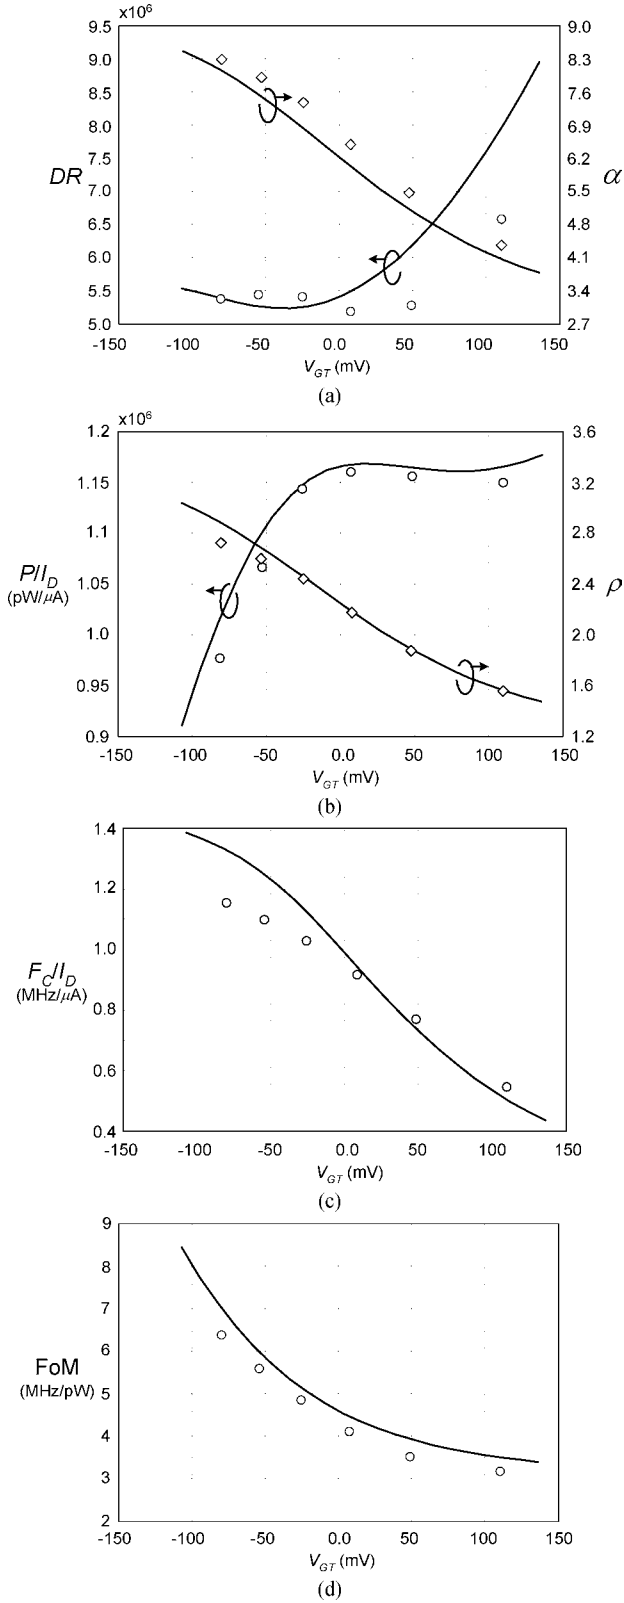 x10⁶
9.5 9.0
9.0 8.3
8.5 7.6
8.0 6.9
7.5 6.2
DR α
7.0 5.5
6.5 4.8
6.0 4.1
5.5 3.4
5.0 2.7
-150 -100 -50 0.0 50 100 150
V_GT (mV)
(a)
x10⁶
1.2 3.6
1.15 3.2
1.1 2.8
P/I_D
(pW/µA)
1.05 2.4
ρ
1.0 2.0
0.95 1.6
0.9 1.2
-150 -100 -50 0.0 50 100 150
V_GT (mV)
(b)
1.4
1.2
1.0
F_C/I_D
(MHz/µA)
0.8
0.6
0.4
-150 -100 -50 0.0 50 100 150
V_GT (mV)
(c)
9
8
7
6
FoM
(MHz/pW)
5
4
3
2
-150 -100 -50 0.0 50 100 150
V_GT (mV)
(d)